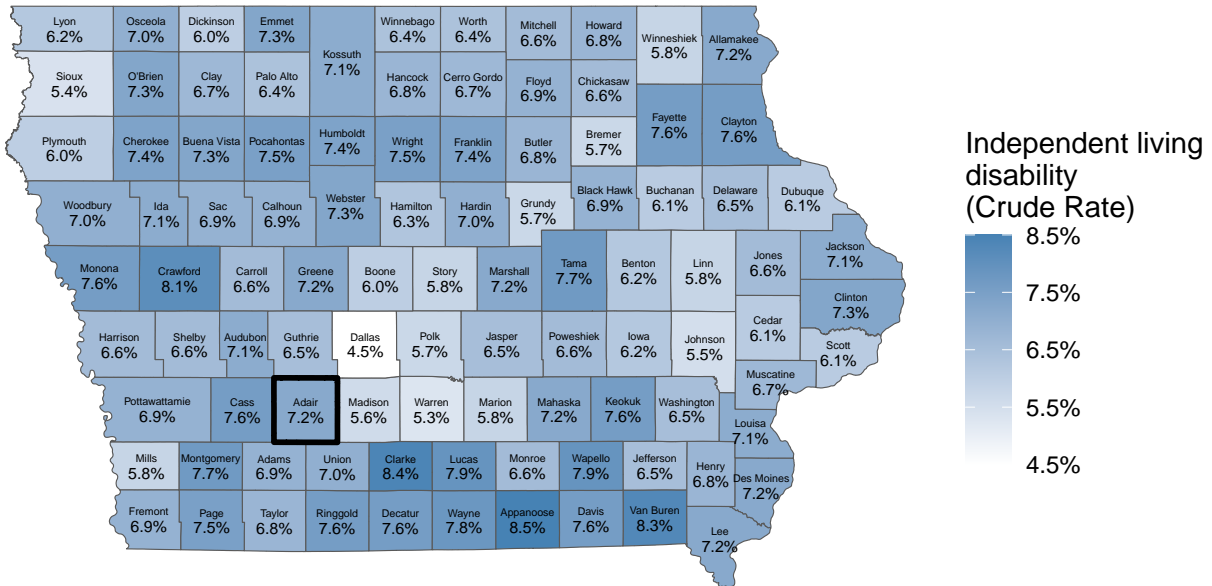 Lyon
6.2%
Osceola
7.0%
Dickinson
6.0%
Emmet
7.3%
Kossuth
7.1%
Winnebago
6.4%
Worth
6.4%
Mitchell
6.6%
Howard
6.8%
Winneshiek
5.8%
Allamakee
7.2%
Sioux
5.4%
O'Brien
7.3%
Clay
6.7%
Palo Alto
6.4%
Hancock
6.8%
Cerro Gordo
6.7%
Floyd
6.9%
Chickasaw
6.6%
Fayette
7.6%
Clayton
7.6%
Plymouth
6.0%
Cherokee
7.4%
Buena Vista
7.3%
Pocahontas
7.5%
Humboldt
7.4%
Wright
7.5%
Franklin
7.4%
Butler
6.8%
Bremer
5.7%
Woodbury
7.0%
Ida
7.1%
Sac
6.9%
Calhoun
6.9%
Webster
7.3%
Hamilton
6.3%
Hardin
7.0%
Grundy
5.7%
Black Hawk
6.9%
Buchanan
6.1%
Delaware
6.5%
Dubuque
6.1%
Monona
7.6%
Crawford
8.1%
Carroll
6.6%
Greene
7.2%
Boone
6.0%
Story
5.8%
Marshall
7.2%
Tama
7.7%
Benton
6.2%
Linn
5.8%
Jones
6.6%
Jackson
7.1%
Clinton
7.3%
Harrison
6.6%
Shelby
6.6%
Audubon
7.1%
Guthrie
6.5%
Dallas
4.5%
Polk
5.7%
Jasper
6.5%
Poweshiek
6.6%
Iowa
6.2%
Johnson
5.5%
Cedar
6.1%
Scott
6.1%
Muscatine
6.7%
Pottawattamie
6.9%
Cass
7.6%
Adair
7.2%
Madison
5.6%
Warren
5.3%
Marion
5.8%
Mahaska
7.2%
Keokuk
7.6%
Washington
6.5%
Louisa
7.1%
Mills
5.8%
Montgomery
7.7%
Adams
6.9%
Union
7.0%
Clarke
8.4%
Lucas
7.9%
Monroe
6.6%
Wapello
7.9%
Jefferson
6.5%
Henry
6.8%
Des Moines
7.2%
Fremont
6.9%
Page
7.5%
Taylor
6.8%
Ringgold
7.6%
Decatur
7.6%
Wayne
7.8%
Appanoose
8.5%
Davis
7.6%
Van Buren
8.3%
Lee
7.2%
Independent living
disability
(Crude Rate)
8.5%
7.5%
6.5%
5.5%
4.5%